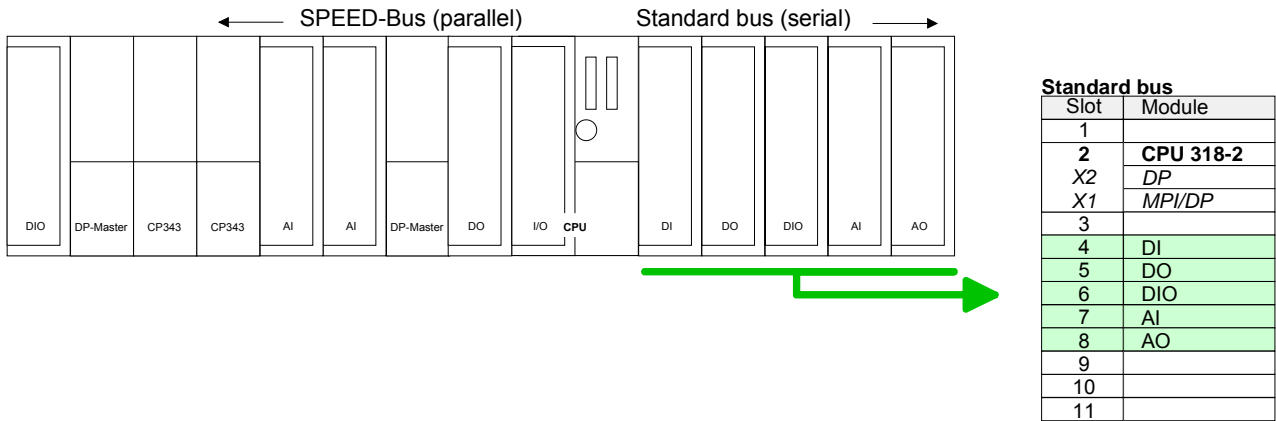 SPEED-Bus (parallel) Standard bus (serial)
DIO DP-Master CP343 CP343 AI AI DP-Master DO I/O CPU DI DO DIO AI AO
Standard bus
Slot Module
1
2 CPU 318-2
X2 DP
X1 MPI/DP
3
4 DI
5 DO
6 DIO
7 AI
8 AO
9
10
11